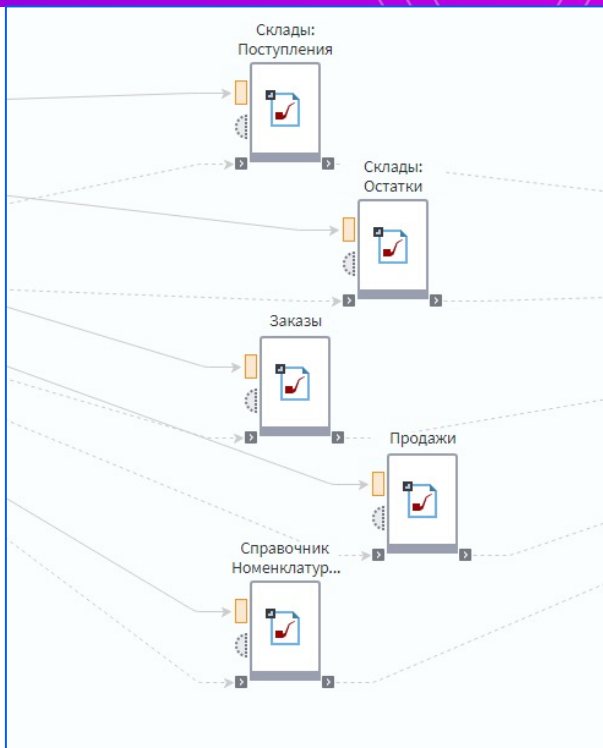 Склады:
Поступления
Склады:
Остатки
Заказы
Продажи
Справочник
Номенклатур...